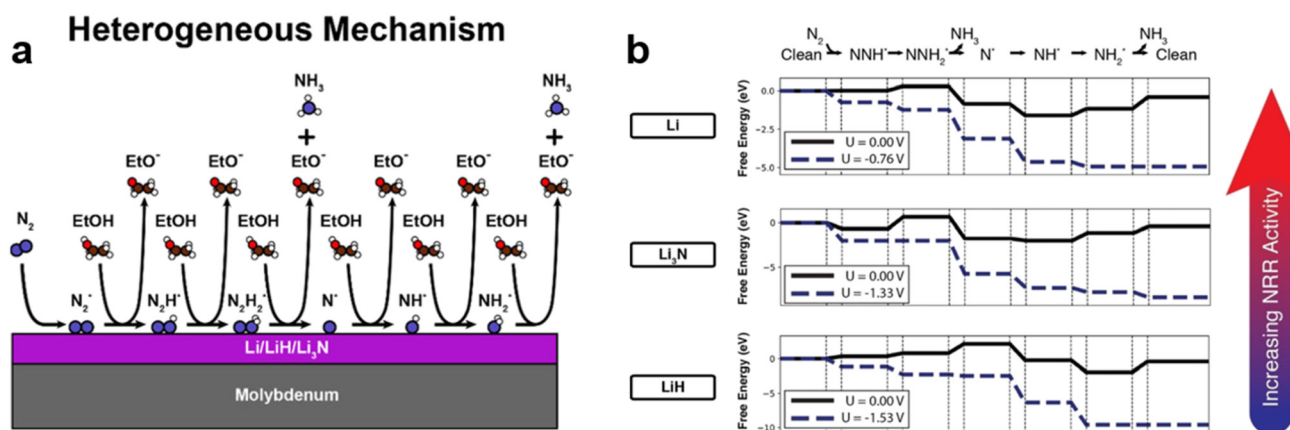 Heterogeneous Mechanism
a
NH₃
NH₃
+
+
EtO⁻ EtO⁻ EtO⁻ EtO⁻ EtO⁻ EtO⁻
N₂
EtOH EtOH EtOH EtOH EtOH EtOH
N₂* N₂H* N₂H₂* N* NH* NH₂*
Li/LiH/Li₃N
Molybdenum
b
N₂ NH₃ NH₃
Clean → NNH* → NNH₂* → N* → NH* → NH₂* → Clean
Li
Free Energy (eV)
0.0
−2.5
−5.0
U = 0.00 V
U = -0.76 V
Li₃N
Free Energy (eV)
0
−5
U = 0.00 V
U = -1.33 V
LiH
Free Energy (eV)
0
−5
−10
U = 0.00 V
U = -1.53 V
Increasing NRR Activity